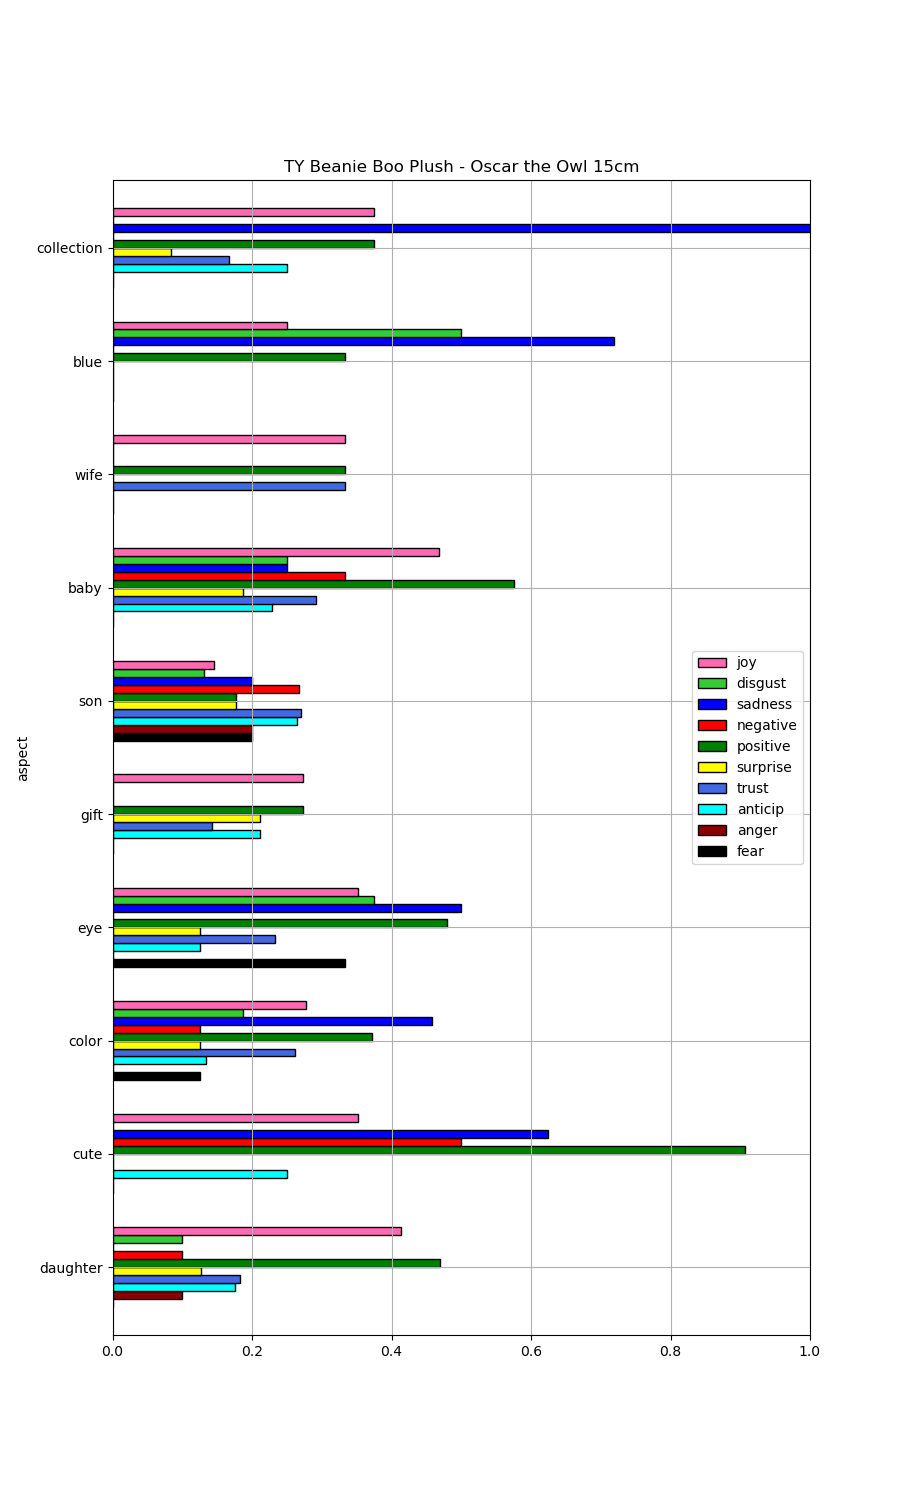 TY Beanie Boo Plush - Oscar the Owl 15cm
collection
blue
wife
baby
son
gift
eye
color
cute
daughter
aspect
joy
disgust
sadness
negative
positive
surprise
trust
anticip
anger
fear
0.0 0.2 0.4 0.6 0.8 1.0